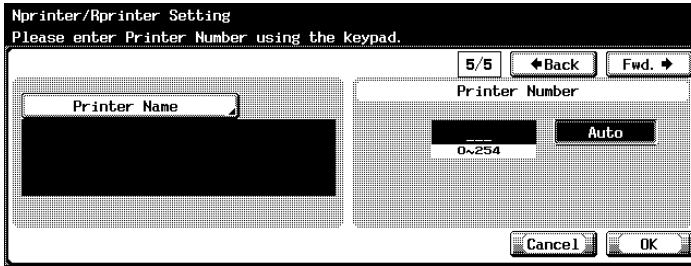 Nprinter/Rprinter Setting
Please enter Printer Number using the keypad.
5/5 🡸Back Fwd. 🡺
Printer Name
Printer Number
___ Auto
0~254
Cancel OK